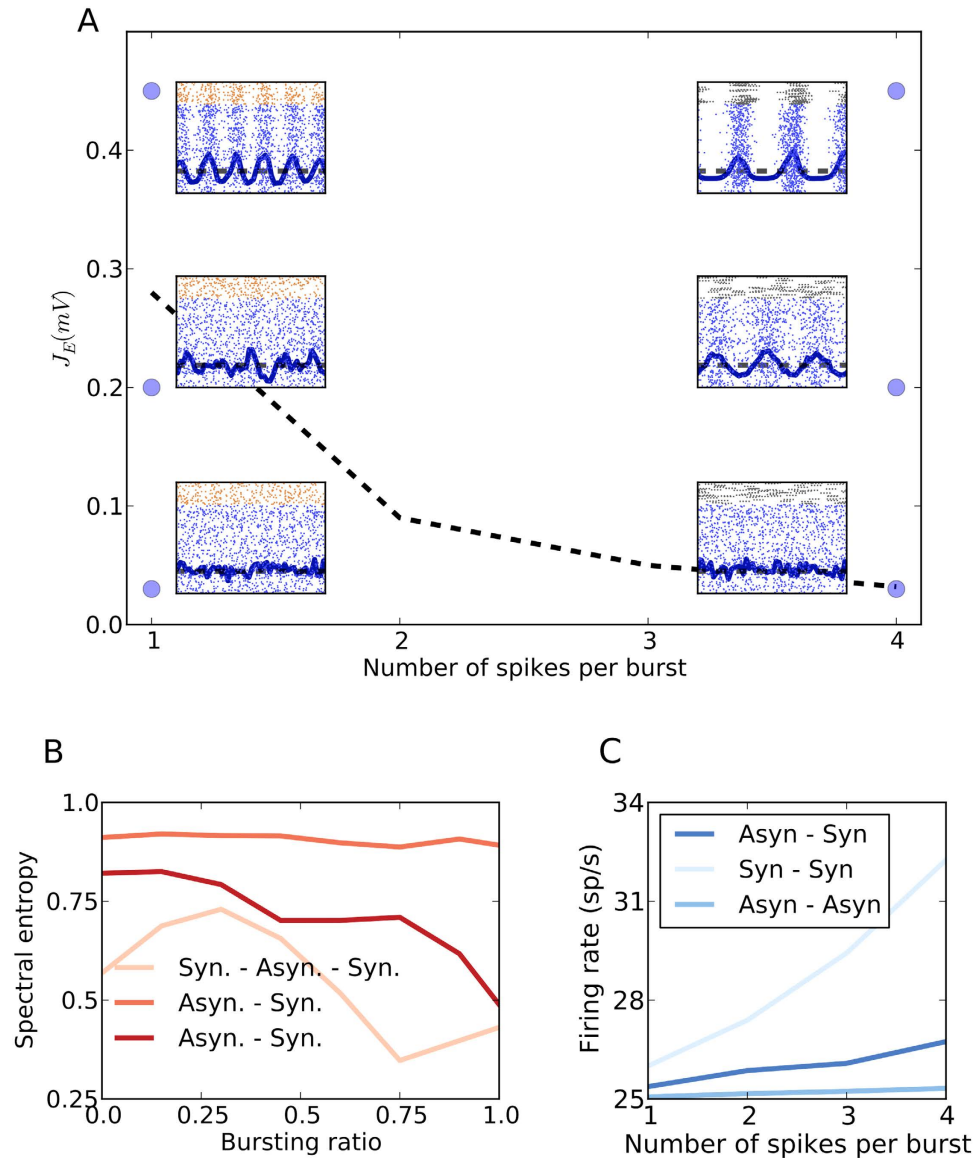 A
0.4
0.3
0.2
0.1
0.0
J_E(mV)
1 2 3 4
Number of spikes per burst
B
1.0
0.75
0.5
0.25
Spectral entropy
Syn. - Asyn. - Syn.
Asyn. - Syn.
Asyn. - Syn.
0.0 0.25 0.5 0.75 1.0
Bursting ratio
C
34
31
28
25
Firing rate (sp/s)
Asyn - Syn
Syn - Syn
Asyn - Asyn
1 2 3 4
Number of spikes per burst